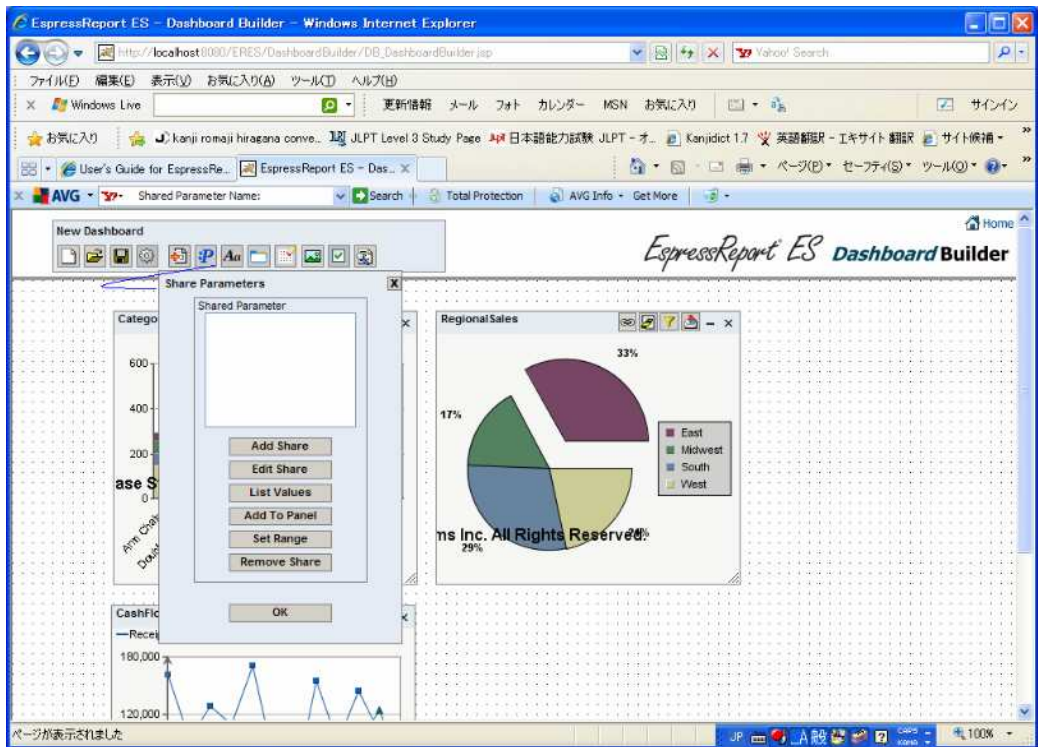 EspressReport ES - Dashboard Builder - Windows Internet Explorer
http://localhost:8080/ERES/DashboardBuilder/DB_DashboardBuilder.jsp
Yahoo! Search
ファイル(F) 編集(E) 表示(V) お気に入り(A) ツール(T) ヘルプ(H)
Windows Live 更新情報 メール フォト カレンダー MSN お気に入り サインイン
お気に入り kanji romaji hiragana conve... JLPT Level 3 Study Page 日本語能力試験 JLPT - オ... Kanjidict 1.7 英語翻訳 - エキサイト 翻訳 サイト候補
User's Guide for EspressRe... EspressReport ES - Das... X ページ(P) セーフティ(S) ツール(O)
AVG Shared Parameter Name: Search Total Protection AVG Info Get More
Home
New Dashboard
EspressReport ES Dashboard Builder
Share Parameters
Shared Parameter
Add Share
Edit Share
List Values
Add To Panel
Set Range
Remove Share
OK
Catego
600
400
200
0
ase S
Arm Chai
Doubl
RegionalSales
33%
17%
29%
East
Midwest
South
West
ms Inc. All Rights Reserved.
CashFlo
Recei
180,000
120,000
ページが表示されました
JP A 般 CAPS KANA
100%